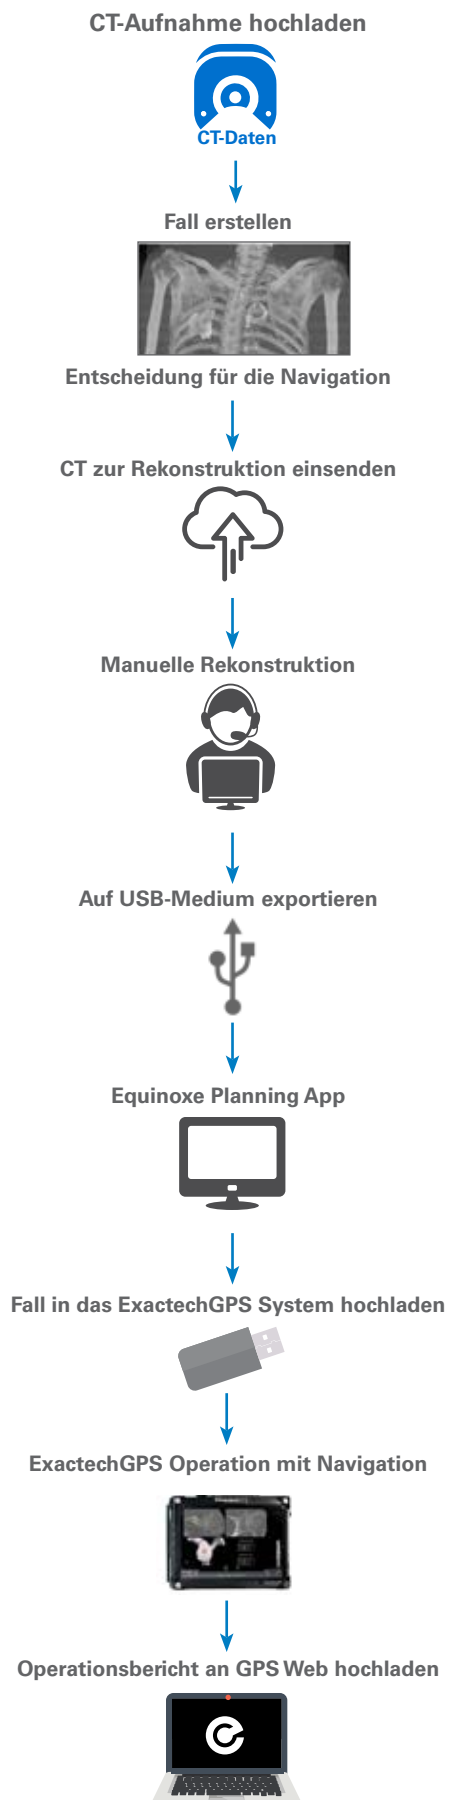 CT-Aufnahme hochladen
CT-Daten
Fall erstellen
Entscheidung für die Navigation
CT zur Rekonstruktion einsenden
Manuelle Rekonstruktion
Auf USB-Medium exportieren
Equinoxe Planning App
Fall in das ExactechGPS System hochladen
ExactechGPS Operation mit Navigation
Operationsbericht an GPS Web hochladen